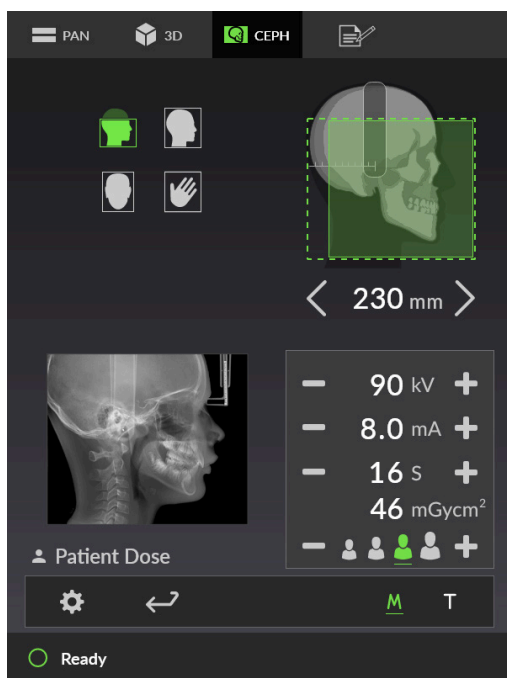 PAN 3D CEPH
230 mm
90 kV
8.0 mA
16 S
46 mGycm²
Patient Dose
M T
Ready